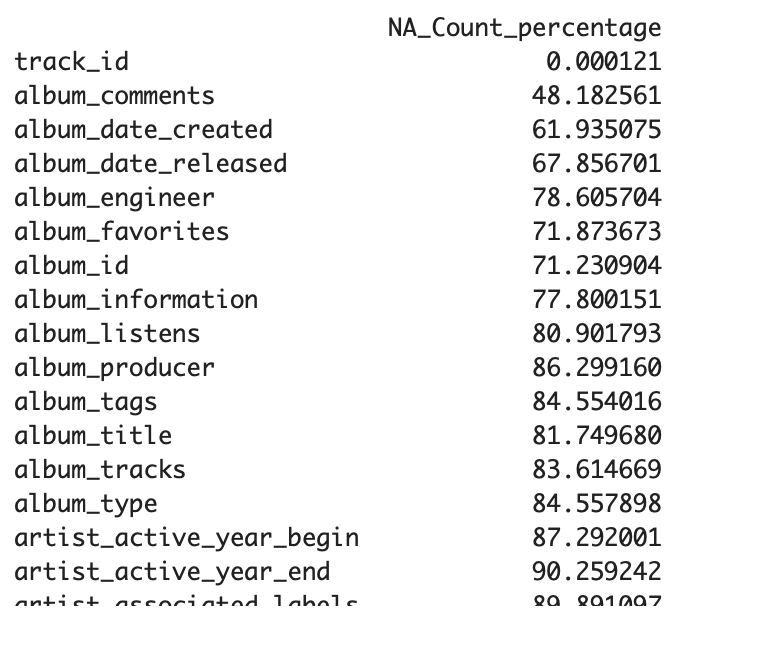 NA_Count_percentage
track_id 0.000121
album_comments 48.182561
album_date_created 61.935075
album_date_released 67.856701
album_engineer 78.605704
album_favorites 71.873673
album_id 71.230904
album_information 77.800151
album_listens 80.901793
album_producer 86.299160
album_tags 84.554016
album_title 81.749680
album_tracks 83.614669
album_type 84.557898
artist_active_year_begin 87.292001
artist_active_year_end 90.259242
artist_associated_labels 89.891097